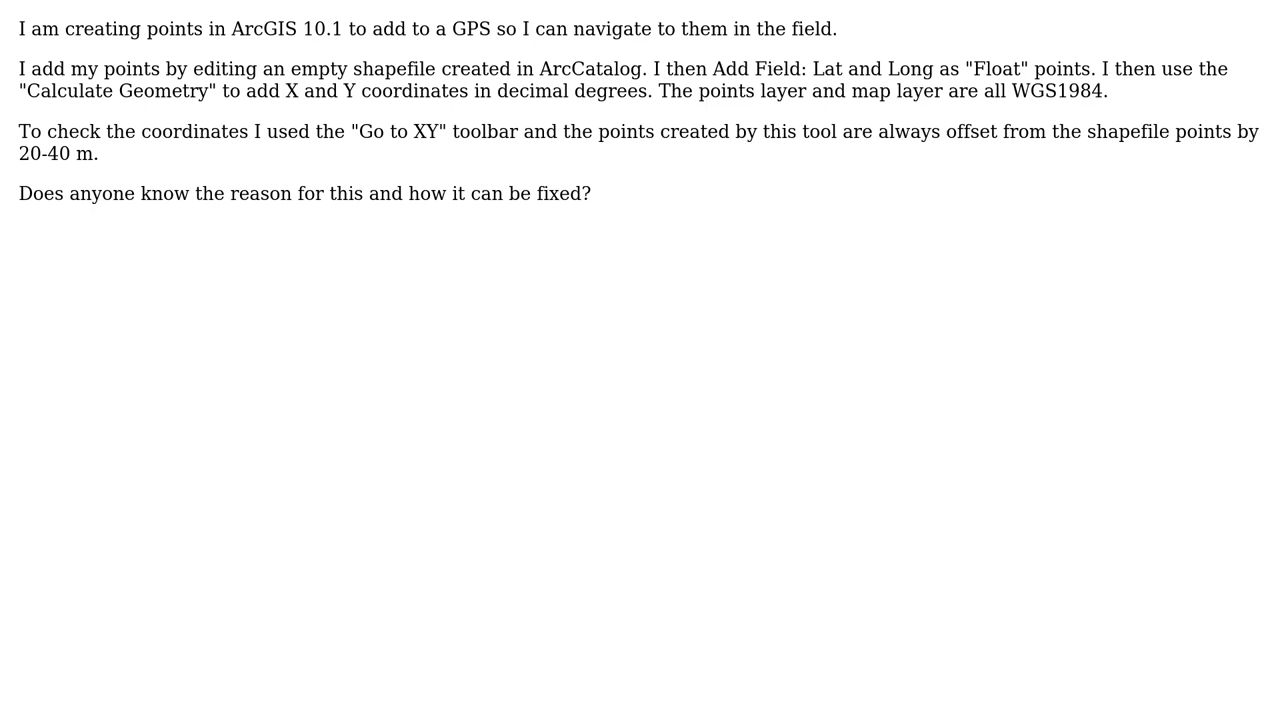 I am creating points in ArcGIS 10.1 to add to a GPS so I can navigate to them in the field.
I add my points by editing an empty shapefile created in ArcCatalog. I then Add Field: Lat and Long as "Float" points. I then use the
"Calculate Geometry" to add X and Y coordinates in decimal degrees. The points layer and map layer are all WGS1984.
To check the coordinates I used the "Go to XY" toolbar and the points created by this tool are always offset from the shapefile points by
20-40 m.
Does anyone know the reason for this and how it can be fixed?